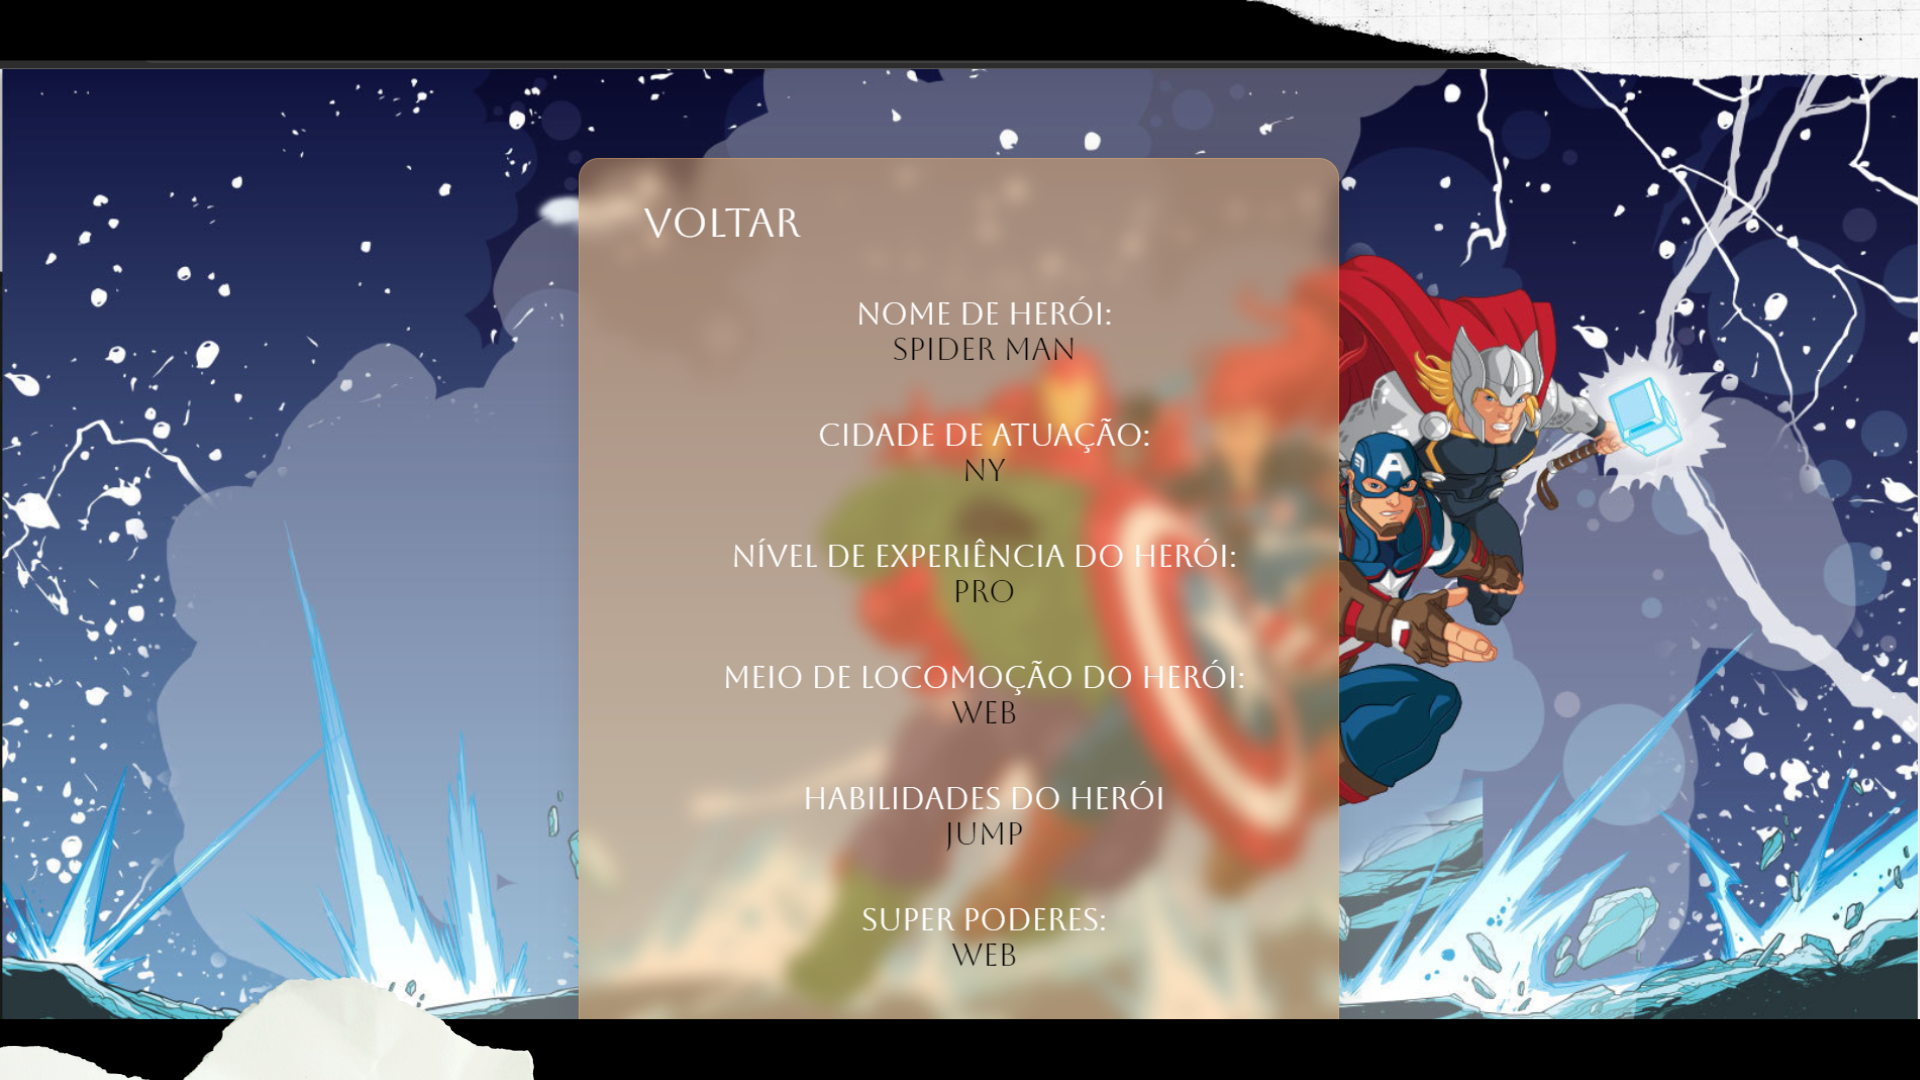 VOLTAR
NOME DE HERÓI:
SPIDER MAN
CIDADE DE ATUAÇÃO:
NY
NÍVEL DE EXPERIÊNCIA DO HERÓI:
PRO
MEIO DE LOCOMOÇÃO DO HERÓI:
WEB
HABILIDADES DO HERÓI
JUMP
SUPER PODERES:
WEB
A